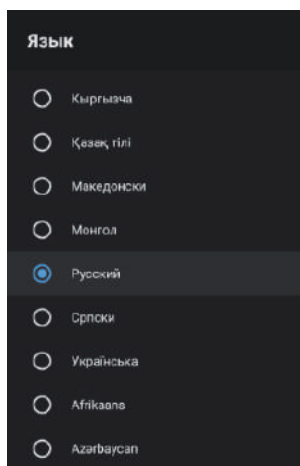 Язык
Кыргызча
Қазақ тілі
Македонски
Монгол
Русский
Српски
Українська
Afrikaans
Azərbaycan